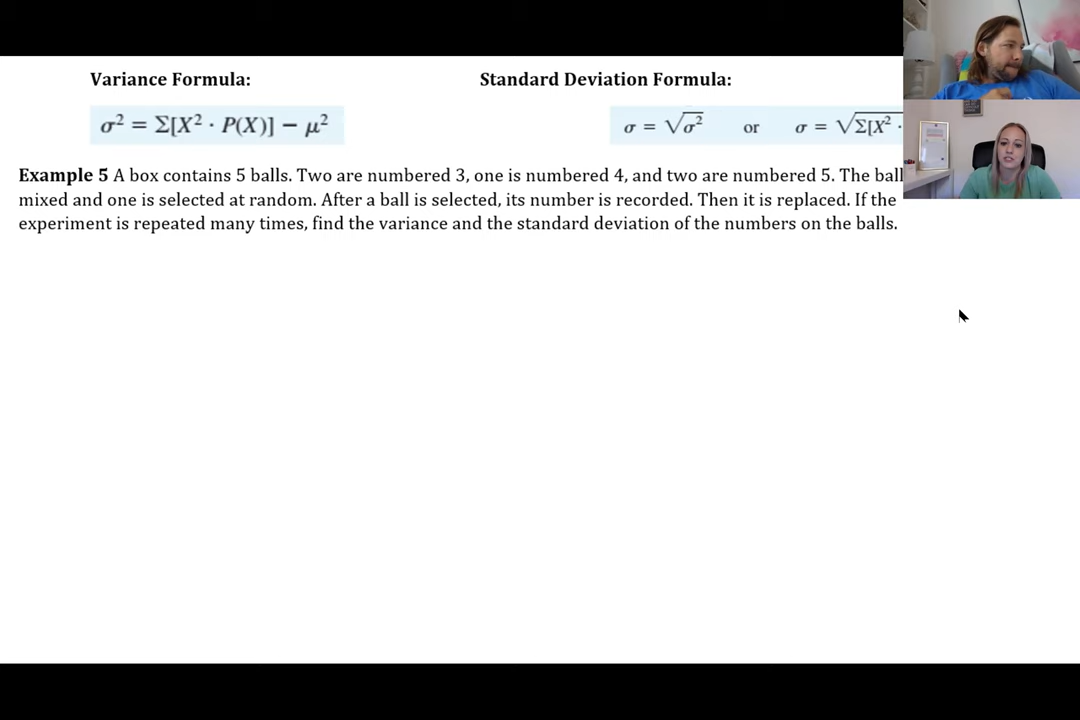 Variance Formula:
Standard Deviation Formula:
σ² = Σ[X² · P(X)] − μ²
σ = √σ² or σ = √Σ[X² ·
Example 5 A box contains 5 balls. Two are numbered 3, one is numbered 4, and two are numbered 5. The ball
mixed and one is selected at random. After a ball is selected, its number is recorded. Then it is replaced. If the
experiment is repeated many times, find the variance and the standard deviation of the numbers on the balls.